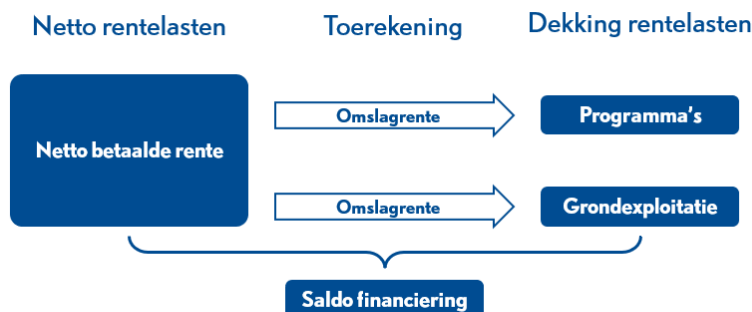 Netto rentelasten
Toerekening
Dekking rentelasten
Netto betaalde rente
Omslagrente
Programma's
Omslagrente
Grondexploitatie
Saldo financiering